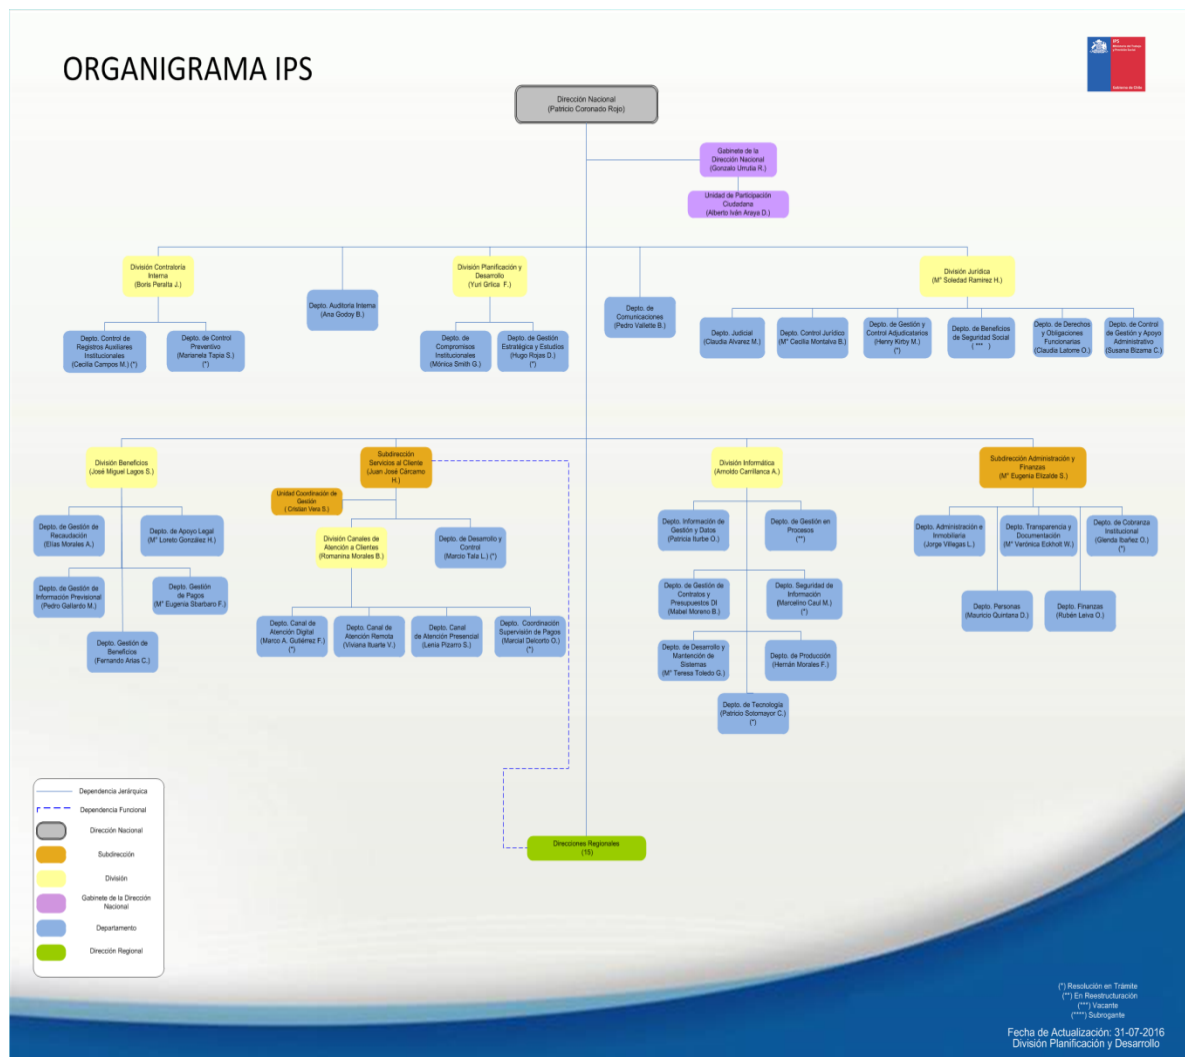 ORGANIGRAMA IPS
IPS
Gobierno de Chile
Dirección Nacional
(Patricio Coronado Rojo)
Gabinete de la
Dirección Nacional
(Gonzalo Urrutia R.)
Unidad de Participación
Ciudadana
(Alberto Iván Araya D.)
División Contraloría
Interna
(Boris Peralta J.)
Depto. Auditoría Interna
(Ana Godoy B.)
División Planificación y
Desarrollo
(Yuri Grlica F.)
Depto. de
Comunicaciones
(Pedro Vallette B.)
División Jurídica
(M° Soledad Ramírez H.)
Depto. Control de
Registros Auxiliares
Institucionales
(Cecilia Campos M.) (*)
Depto. de Control
Preventivo
(Marianela Tapia S.)
(*)
Depto. de
Compromisos
Institucionales
(Mónica Smith G.)
Depto. de Gestión
Estratégica y Estudios
(Hugo Rojas D.)
(*)
Depto. Judicial
(Claudia Alvarez M.)
Depto. Control Jurídico
(M° Cecilia Montalva B.)
Depto. de Gestión y
Control Adjudicatarios
(Henry Kirby M.)
(*)
Depto. de Beneficios
de Seguridad Social
( *** )
Depto. de Derechos
y Obligaciones
Funcionarias
(Claudia Latorre O.)
Depto. de Control
de Gestión y Apoyo
Administrativo
(Susana Bizama C.)
División Beneficios
(José Miguel Lagos S.)
Subdirección
Servicios al Cliente
(Juan José Cárcamo
H.)
División Informática
(Arnoldo Carrillanca A.)
Subdirección Administración y
Finanzas
(M° Eugenia Elizalde S.)
Unidad Coordinación de
Gestión
( Cristian Vera S.)
Depto. de Gestión de
Recaudación
(Elías Morales A.)
Depto. de Apoyo Legal
(M° Loreto González H.)
División Canales de
Atención a Clientes
(Romanina Morales B.)
Depto. de Desarrollo y
Control
(Marcio Tala L.) (*)
Depto. Información de
Gestión y Datos
(Patricia Iturbe O.)
Depto. de Gestión en
Procesos
(**)
Depto. Administración e
Inmobiliaria
(Jorge Villegas L.)
Depto. Transparencia y
Documentación
(M° Verónica Eckholt W.)
Depto. de Cobranza
Institucional
(Glenda Ibañez O.)
(*)
Depto. de Gestión de
Información Previsional
(Pedro Gallardo M.)
Depto. Gestión
de Pagos
(M° Eugenia Sbarbaro F.)
Depto. de Gestión de
Contratos y
Presupuestos DI
(Mabel Moreno B.)
Depto. Seguridad de
Información
(Marcelino Caul M.)
(*)
Depto. Personas
(Mauricio Quintana D.)
Depto. Finanzas
(Rubén Leiva O.)
Depto. Gestión de
Beneficios
(Fernando Arias C.)
Depto. Canal de
Atención Digital
(Marco A. Gutiérrez F.)
(*)
Depto. Canal de
Atención Remota
(Viviana Ituarte V.)
Depto. Canal
de Atención Presencial
(Lenia Pizarro S.)
Depto. Coordinación
Supervisión de Pagos
(Marcial Delcorto O.)
(*)
Depto. de Desarrollo y
Mantención de
Sistemas
(M° Teresa Toledo G.)
Depto. de Producción
(Hernán Morales F.)
Depto. de Tecnología
(Patricio Sotomayor C.)
(*)
Direcciones Regionales
(15)
Dependencia Jerárquica
Dependencia Funcional
Dirección Nacional
Subdirección
División
Gabinete de la Dirección
Nacional
Departamento
Dirección Regional
(*) Resolución en Trámite
(**) En Reestructuración
(***) Vacante
(****) Subrogante
Fecha de Actualización: 31-07-2016
División Planificación y Desarrollo